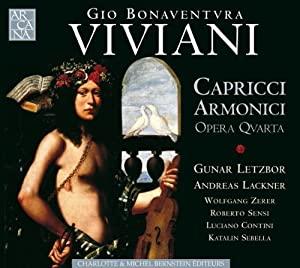 ARCANA
GIO BONAVENTVRA
VIVIANI
CAPRICCI
ARMONICI
OPERA QVARTA
GUNAR LETZBOR
ANDREAS LACKNER
WOLFGANG ZERER
ROBERTO SENSI
LUCIANO CONTINI
KATALIN SEBELLA
CHARLOTTE & MICHEL BERNSTEIN ÉDITEURS